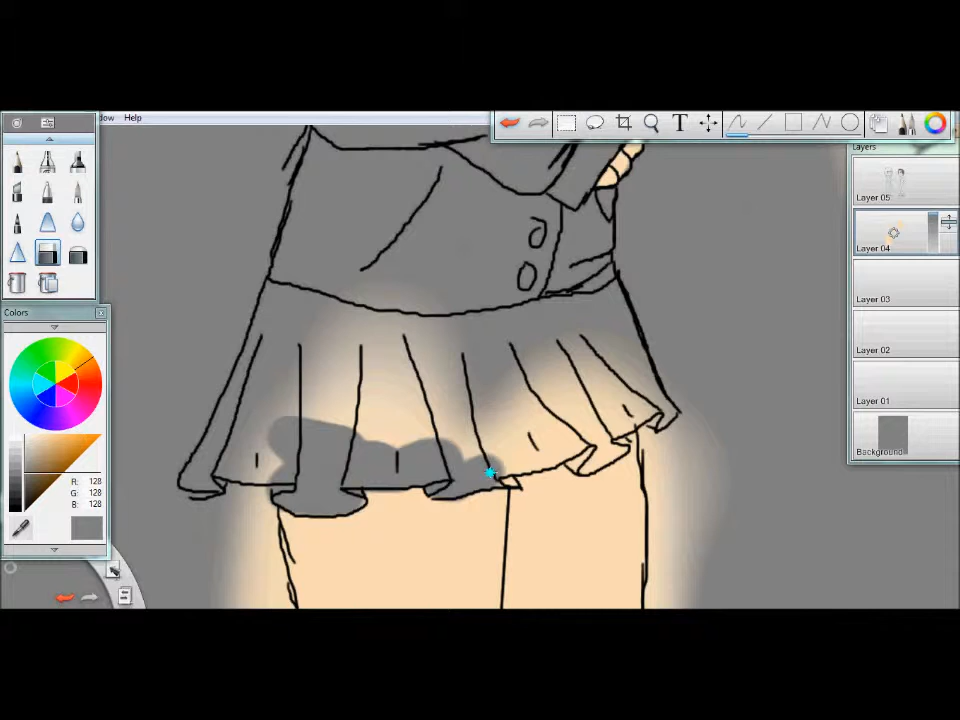 dow Help
T
Layers
Layer 05
Layer 04
Layer 03
Layer 02
Layer 01
Background
Colors
R: 128
G: 128
B: 128